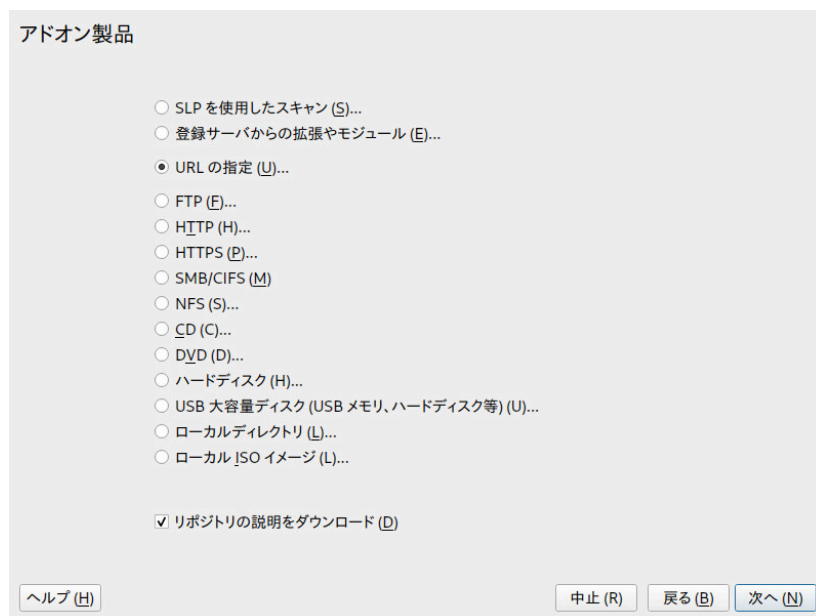 アドオン製品
SLP を使用したスキャン (S)...
登録サーバからの拡張やモジュール (E)...
URL の指定 (U)...
FTP (F)...
HTTP (H)...
HTTPS (P)...
SMB/CIFS (M)
NFS (S)...
CD (C)...
DVD (D)...
ハードディスク (H)...
USB 大容量ディスク (USB メモリ、ハードディスク等) (U)...
ローカルディレクトリ (L)...
ローカル ISO イメージ (L)...
リポジトリの説明をダウンロード (D)
ヘルプ (H) 中止 (R) 戻る (B) 次へ (N)